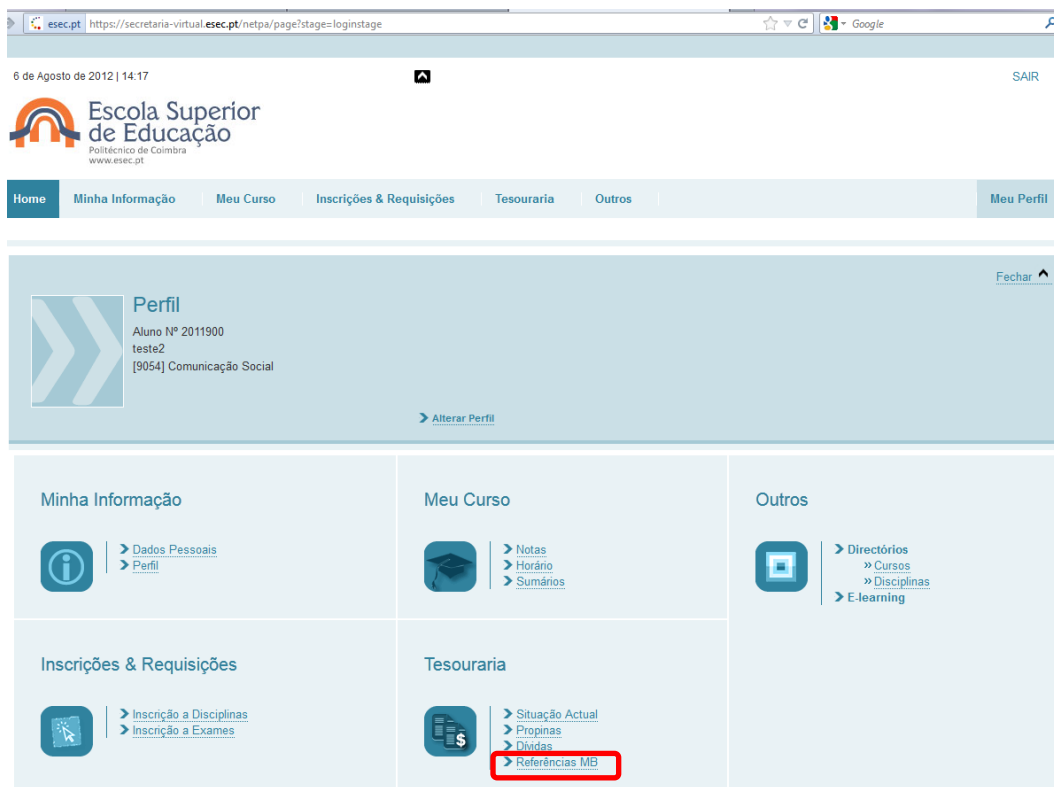 esec.pt https://secretaria-virtual.esec.pt/netpa/page?stage=loginstage
Google
6 de Agosto de 2012 | 14:17
SAIR
Escola Superior
de Educação
Politécnico de Coimbra
www.esec.pt
Home Minha Informação Meu Curso Inscrições & Requisições Tesouraria Outros Meu Perfil
Fechar
Perfil
Aluno Nº 2011900
teste2
[9054] Comunicação Social
Alterar Perfil
Minha Informação
Dados Pessoais
Perfil
Meu Curso
Notas
Horário
Sumários
Outros
Directórios
» Cursos
» Disciplinas
E-learning
Inscrições & Requisições
Inscrição a Disciplinas
Inscrição a Exames
Tesouraria
Situação Actual
Propinas
Dívidas
Referências MB